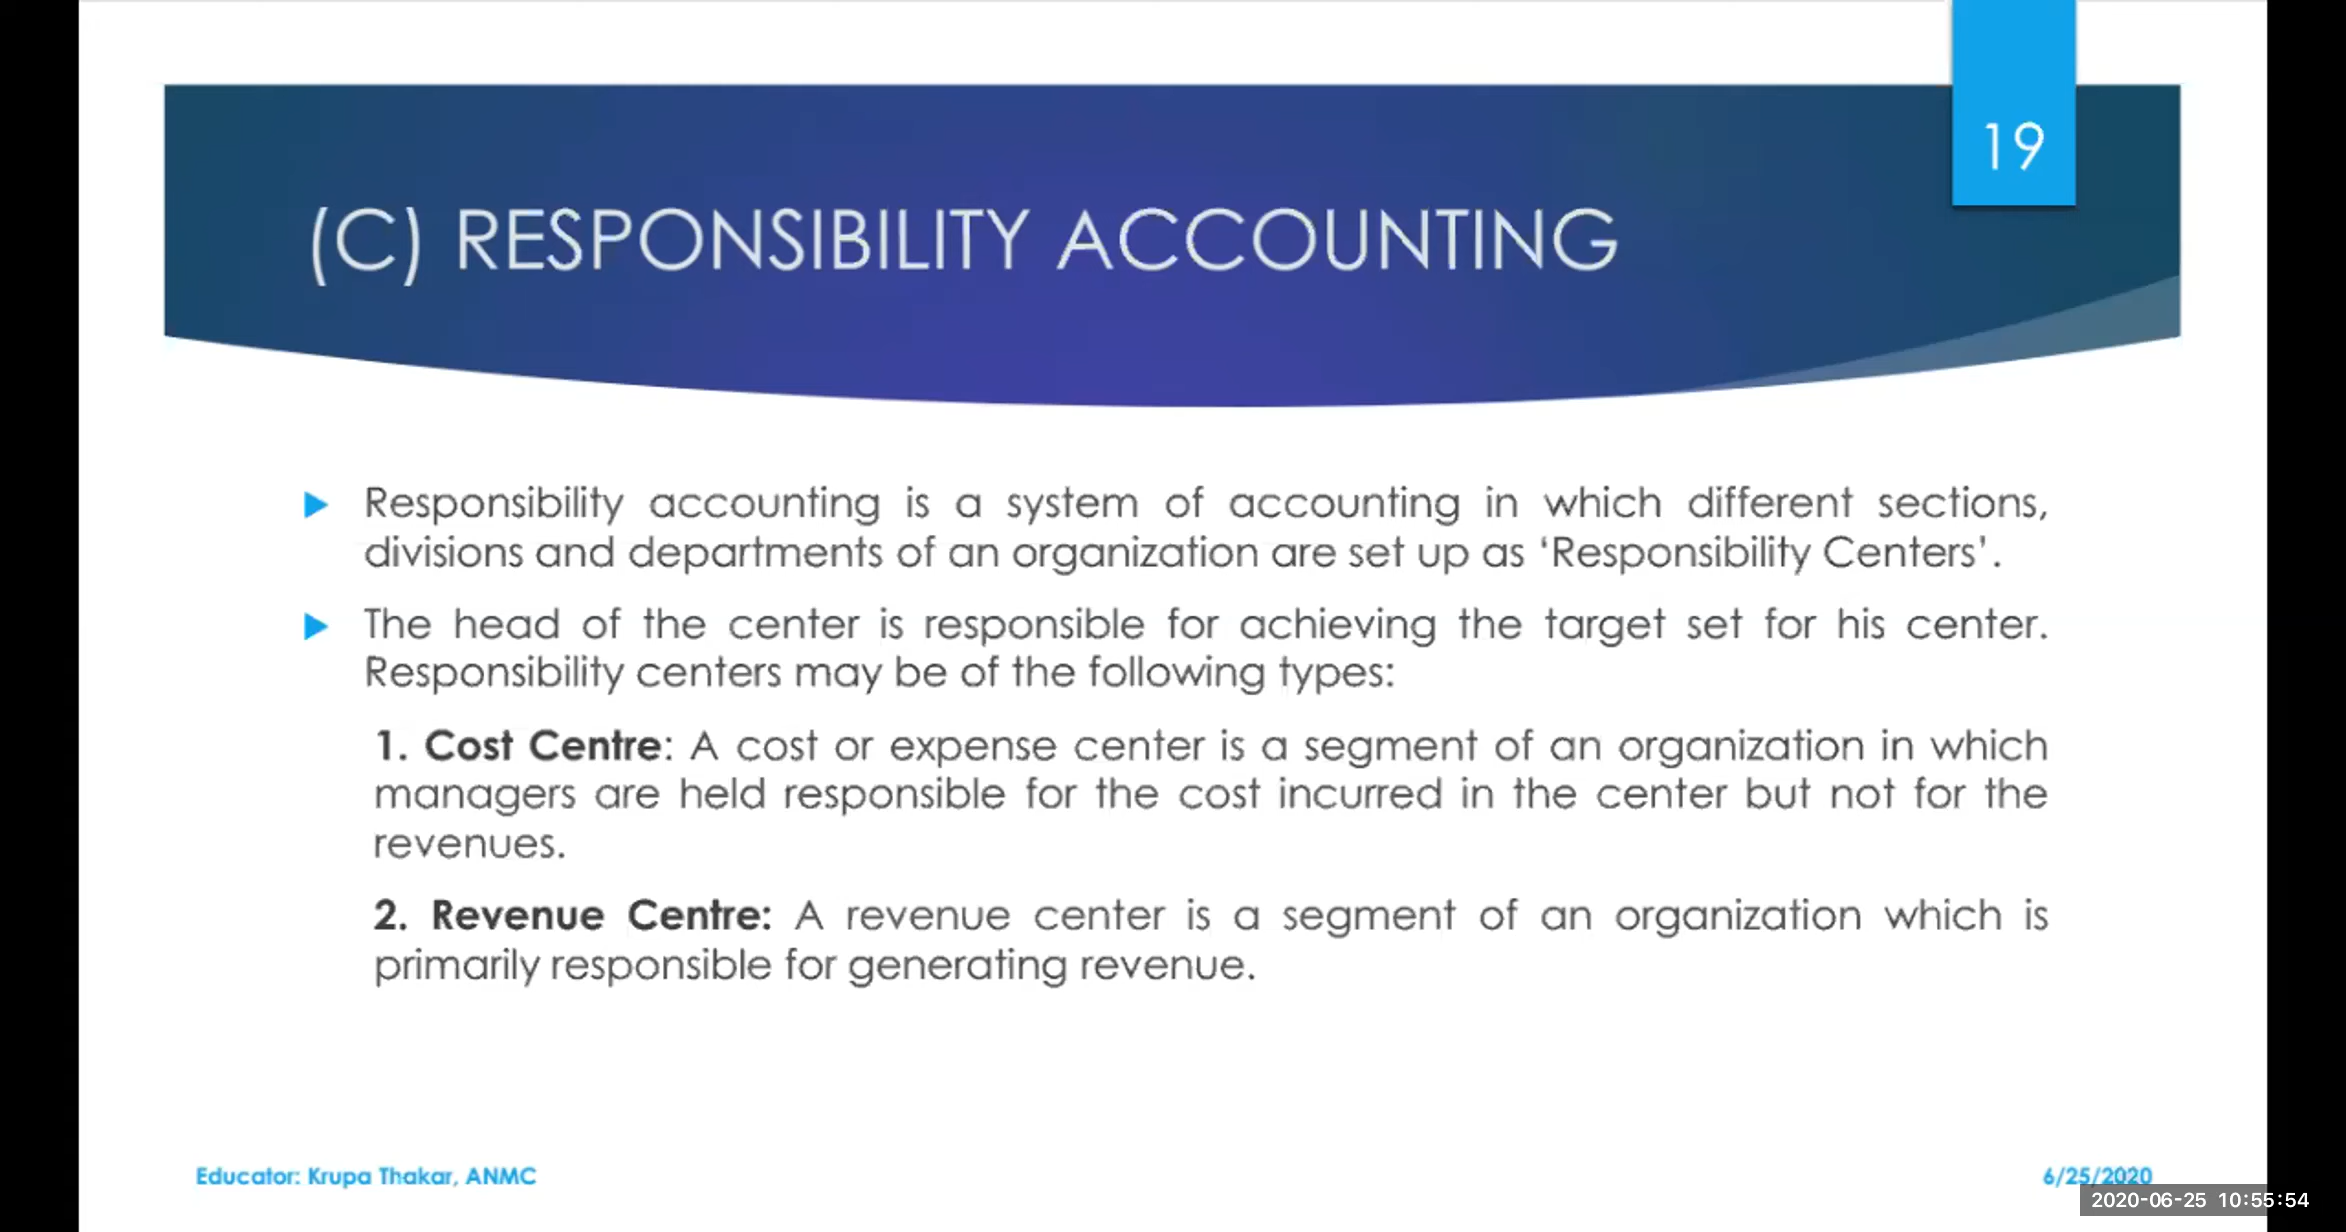 19
(C) RESPONSIBILITY ACCOUNTING
Responsibility accounting is a system of accounting in which different sections,
divisions and departments of an organization are set up as ‘Responsibility Centers’.
The head of the center is responsible for achieving the target set for his center.
Responsibility centers may be of the following types:
1. Cost Centre: A cost or expense center is a segment of an organization in which
managers are held responsible for the cost incurred in the center but not for the
revenues.
2. Revenue Centre: A revenue center is a segment of an organization which is
primarily responsible for generating revenue.
Educator: Krupa Thakar, ANMC
6/25/2020
2020-06-25 10:55:54